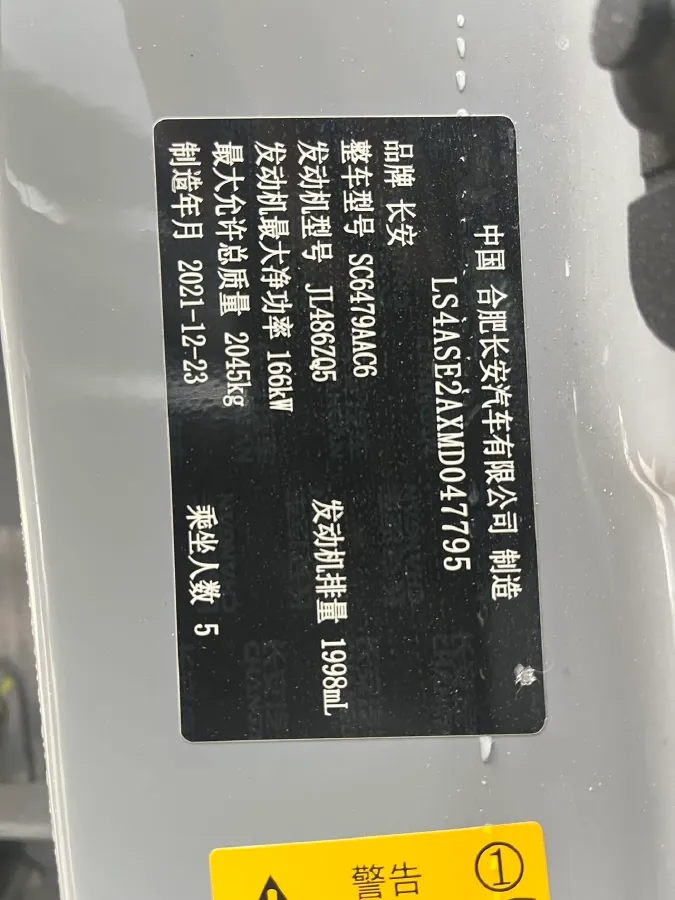 中国 合肥长安汽车有限公司 制造
LS4ASE2AXMD047795
品牌 长安
整车型号 SC6479AAC6
发动机型号 JL486ZQ5 发动机排量 1998mL
发动机最大净功率 166kW
最大允许总质量 2045kg
制造年月 2021-12-23 乘坐人数 5
警告 ①